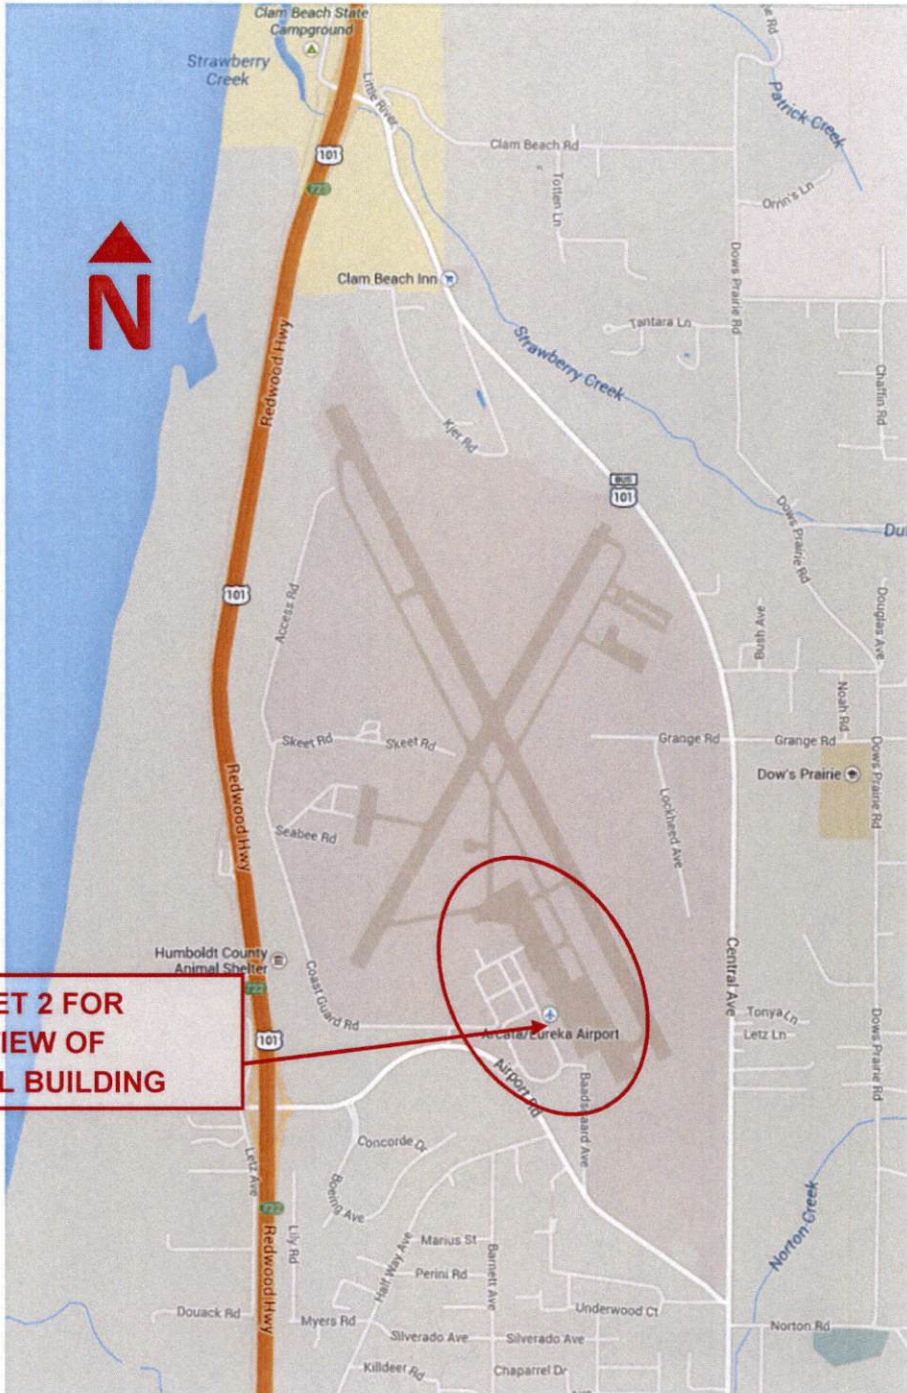 Clam Beach State
Campground
Strawberry
Creek
Little River
Patrick Creek
101
Clam Beach Rd
Totten Ln
Orrin's Ln
N
Clam Beach Inn
Dows Prairie Rd
Tantara Ln
Redwood Hwy
Strawberry Creek
Chaffin Rd
Kjer Rd
BUS
101
Dows Prairie Rd
101
Access Rd
Bush Ave
Douglas Ave
Noah Rd
Skeet Rd
Skeet Rd
Grange Rd
Grange Rd
Dows Prairie Rd
Dow's Prairie
Redwood Hwy
Seabee Rd
Lockheed Ave
Humboldt County
Animal Shelter
722
Central Ave
Coast Guard Rd
ET 2 FOR
IEW OF
L BUILDING
101
Arcata/Eureka Airport
Tonya Ln
Letz Ln
Dows Prairie Rd
Airport Rd
Concorde Dr
Letz Ave
Boeing Ave
722
Norton Creek
Lily Rd
Redwood Hwy
Half Way Ave
Marius St
Barnett Ave
Perini Rd
Douack Rd
Myers Rd
Underwood Ct
Norton Rd
Silverado Ave
Silverado Ave
Killdeer Rd
Chaparrel Dr